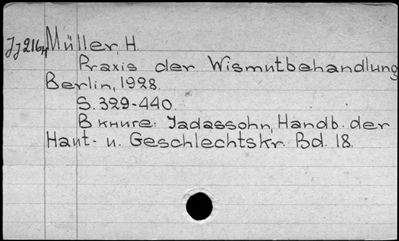 Jj216/4 Müller, H.
Praxis der Wismutbehandlung
Berlin, 1928.
S. 329-440.
В книге: Jadassohn, Handb. der
Haut- u. Geschlechtskr. Bd. 18.